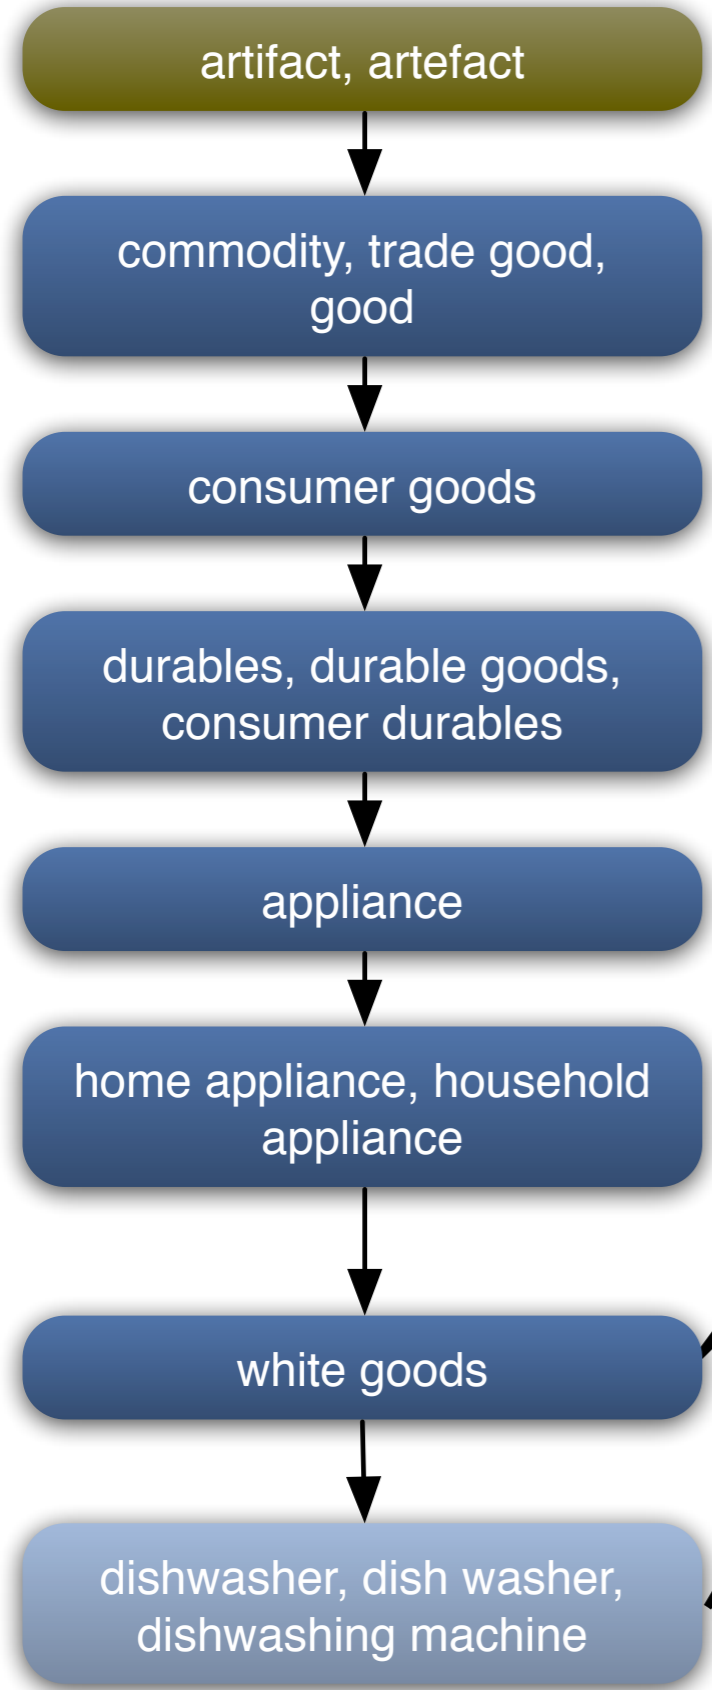 artifact, artefact
commodity, trade good,
good
consumer goods
durables, durable goods,
consumer durables
appliance
home appliance, household
appliance
white goods
dishwasher, dish washer,
dishwashing machine